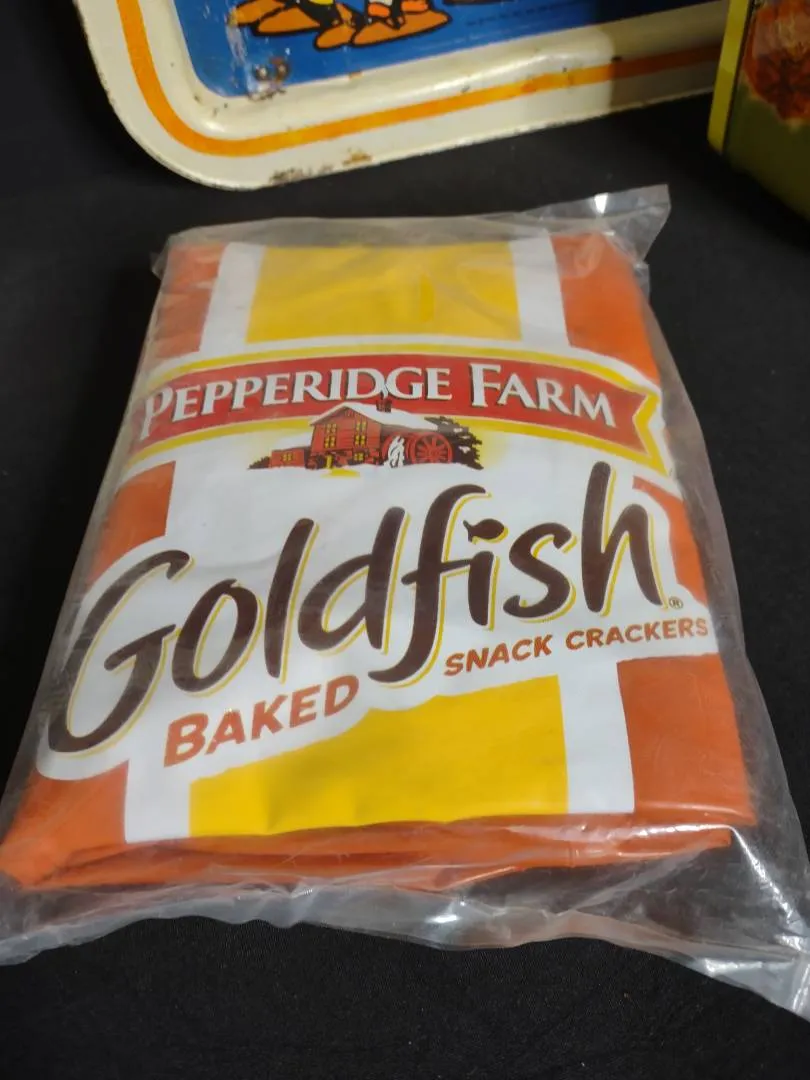 PEPPERIDGE FARM
Goldfish®
BAKED SNACK CRACKERS